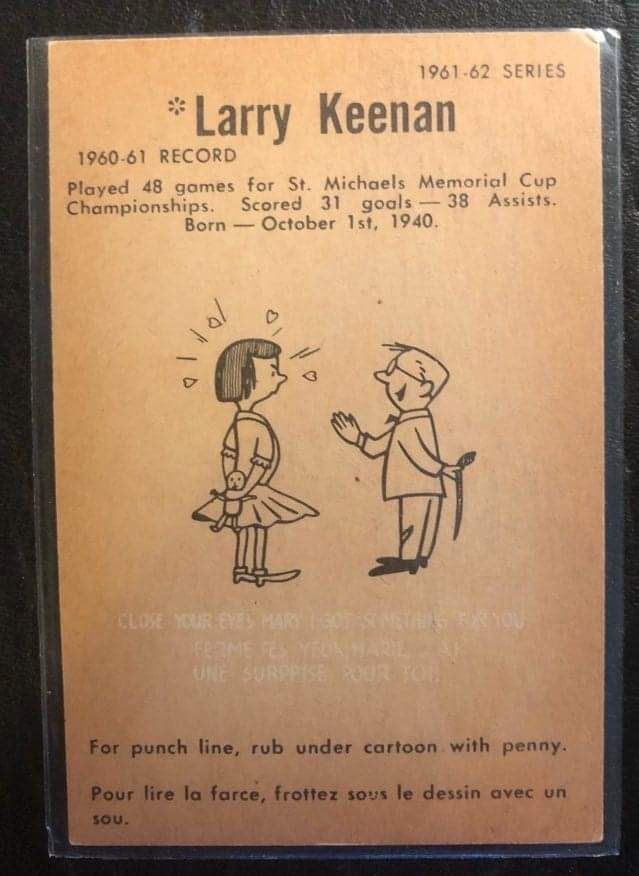 1961-62 SERIES
* Larry Keenan
1960-61 RECORD
Played 48 games for St. Michaels Memorial Cup
Championships. Scored 31 goals — 38 Assists.
Born — October 1st, 1940.
CLOSE YOUR EYES MARY I GOT SOMETHING FOR YOU
FERME TES YEUX MARIE, AI
UNE SURPRISE POUR TOI.
For punch line, rub under cartoon with penny.
Pour lire la farce, frottez sous le dessin avec un
sou.